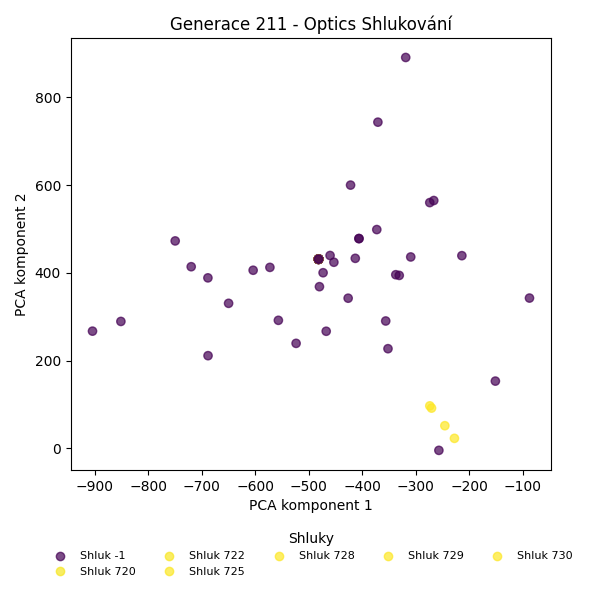 Generace 211 - Optics Shlukování
PCA komponent 2
800
600
400
200
0
−900 −800 −700 −600 −500 −400 −300 −200 −100
PCA komponent 1
Shluky
Shluk -1 Shluk 722 Shluk 728 Shluk 729 Shluk 730
Shluk 720 Shluk 725